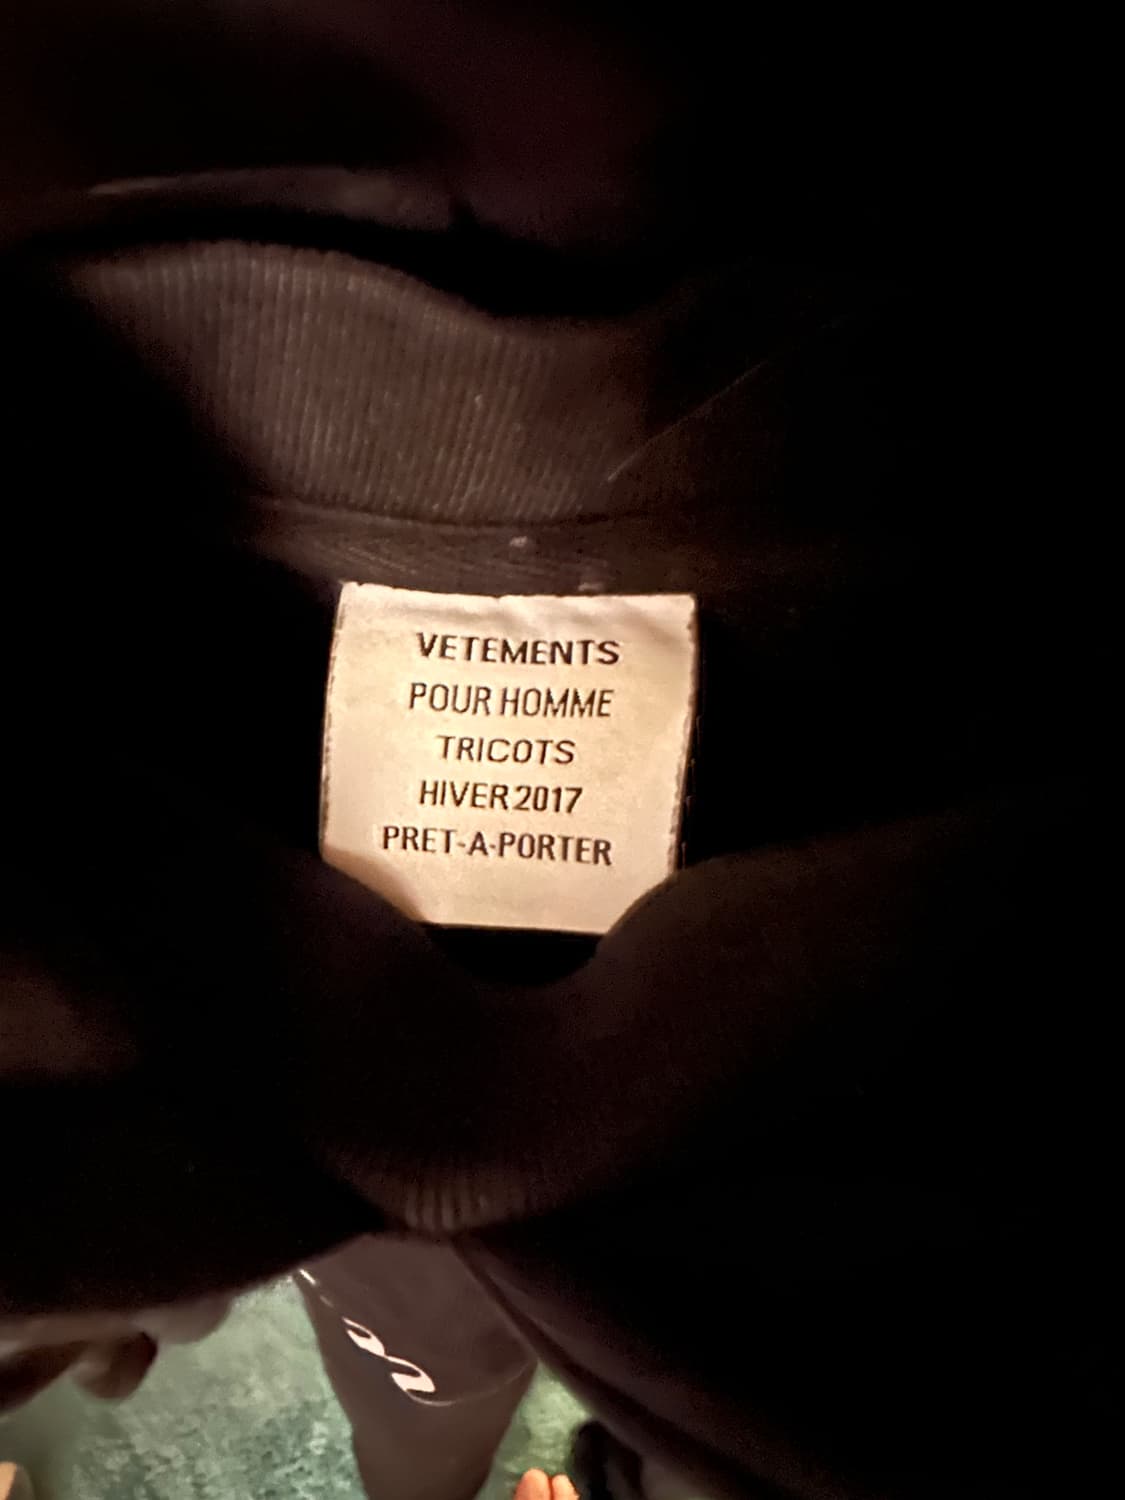 VETEMENTS
POUR HOMME
TRICOTS
HIVER 2017
PRET-A-PORTER